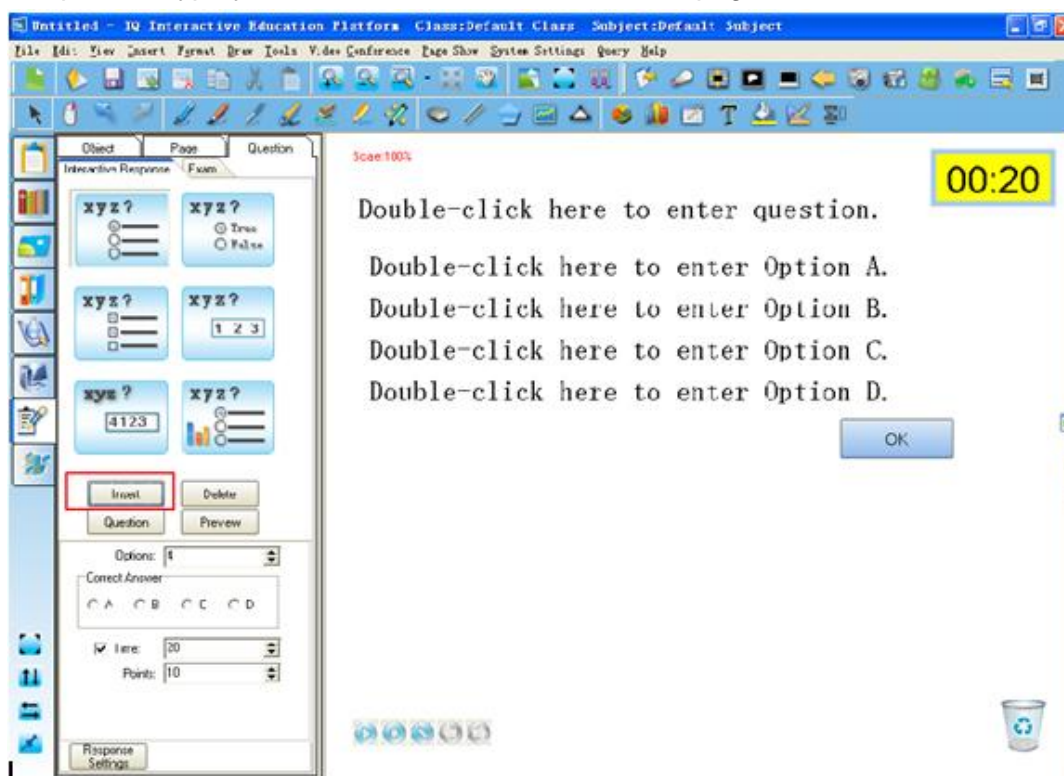 Untitled - IQ Interactive Education Platform Class:Default Class Subject:Default Subject
File Edit View Insert Format Draw Tools Video Conference Page Show System Settings Query Help
Object Page Question
Interactive Response Exam
Scae:100%
00:20
xyz? xyz?
True
False
xyz? xyz?
1 2 3
xyz? xyz?
4123
Double-click here to enter question.
Double-click here to enter Option A.
Double-click here to enter Option B.
Double-click here to enter Option C.
Double-click here to enter Option D.
OK
Insert Delete
Question Preview
Options: 4
Correct Answer
A B C D
20
Points: 10
Response
Settings